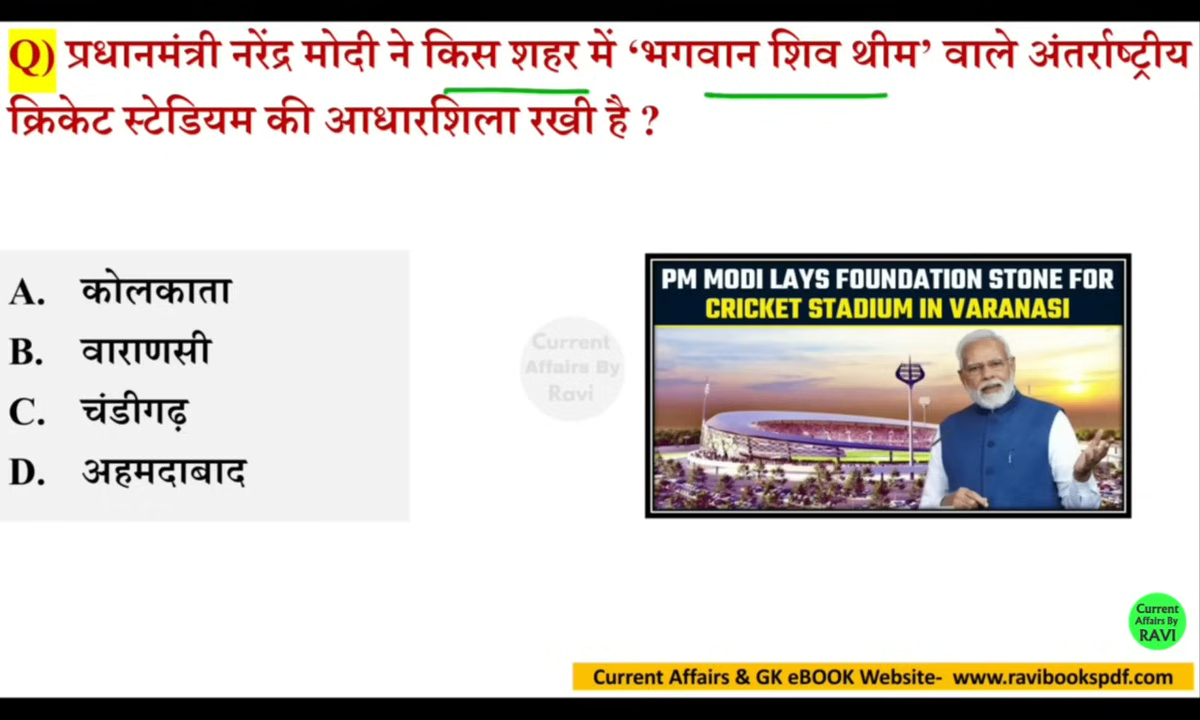 Q) प्रधानमंत्री नरेंद्र मोदी ने किस शहर में ‘भगवान शिव थीम’ वाले अंतर्राष्ट्रीय
क्रिकेट स्टेडियम की आधारशिला रखी है ?
A. कोलकाता
B. वाराणसी
C. चंडीगढ़
D. अहमदाबाद
PM MODI LAYS FOUNDATION STONE FOR
CRICKET STADIUM IN VARANASI
Current
Affairs By
Ravi
Current
Affairs By
RAVI
Current Affairs & GK eBOOK Website- www.ravibookspdf.com